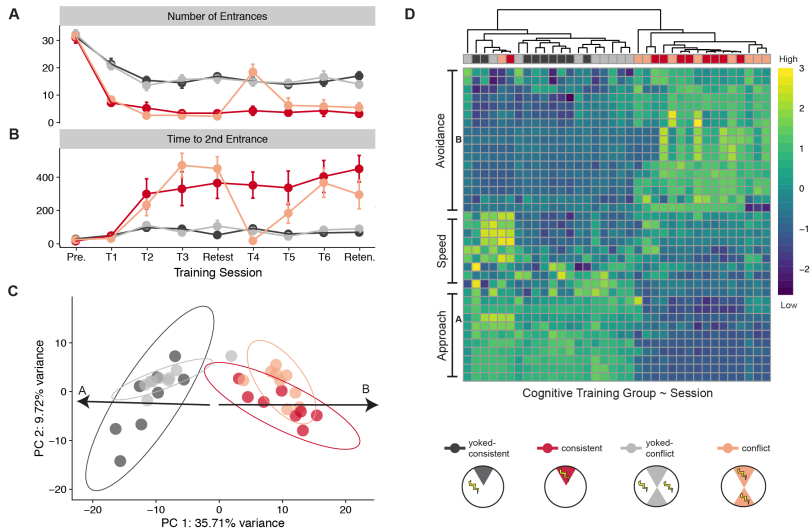 A
Number of Entrances
30
20
10
0
B
Time to 2nd Entrance
400
200
0
Pre.
T1
T2
T3
Retest
T4
T5
T6
Reten.
Training Session
C
PC 2: 9.72% variance
10
0
−10
−20
A
B
−20
−10
0
10
20
PC 1: 35.71% variance
D
Avoidance
B
Speed
Approach
A
High
3
2
1
0
−1
−2
Low
Cognitive Training Group ~ Session
yoked-
consistent
consistent
yoked-
conflict
conflict